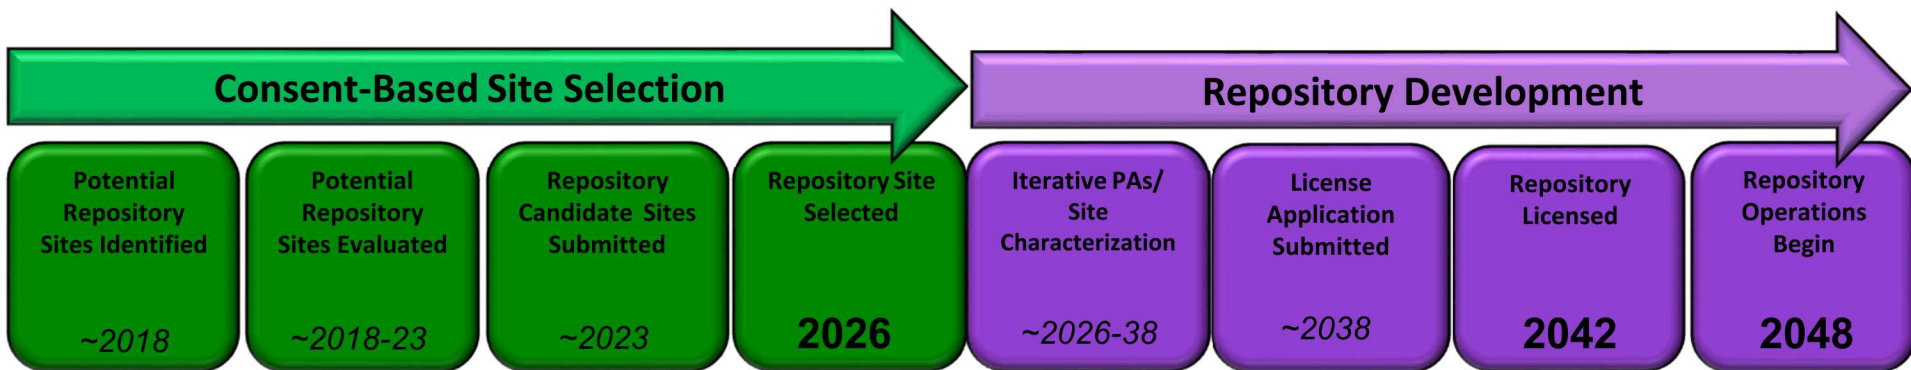 Consent-Based Site Selection
Repository Development
Potential
Repository
Sites Identified
~2018
Potential
Repository
Sites Evaluated
~2018-23
Repository
Candidate Sites
Submitted
~2023
Repository Site
Selected
2026
Iterative PAs/
Site
Characterization
~2026-38
License
Application
Submitted
~2038
Repository
Licensed
2042
Repository
Operations
Begin
2048